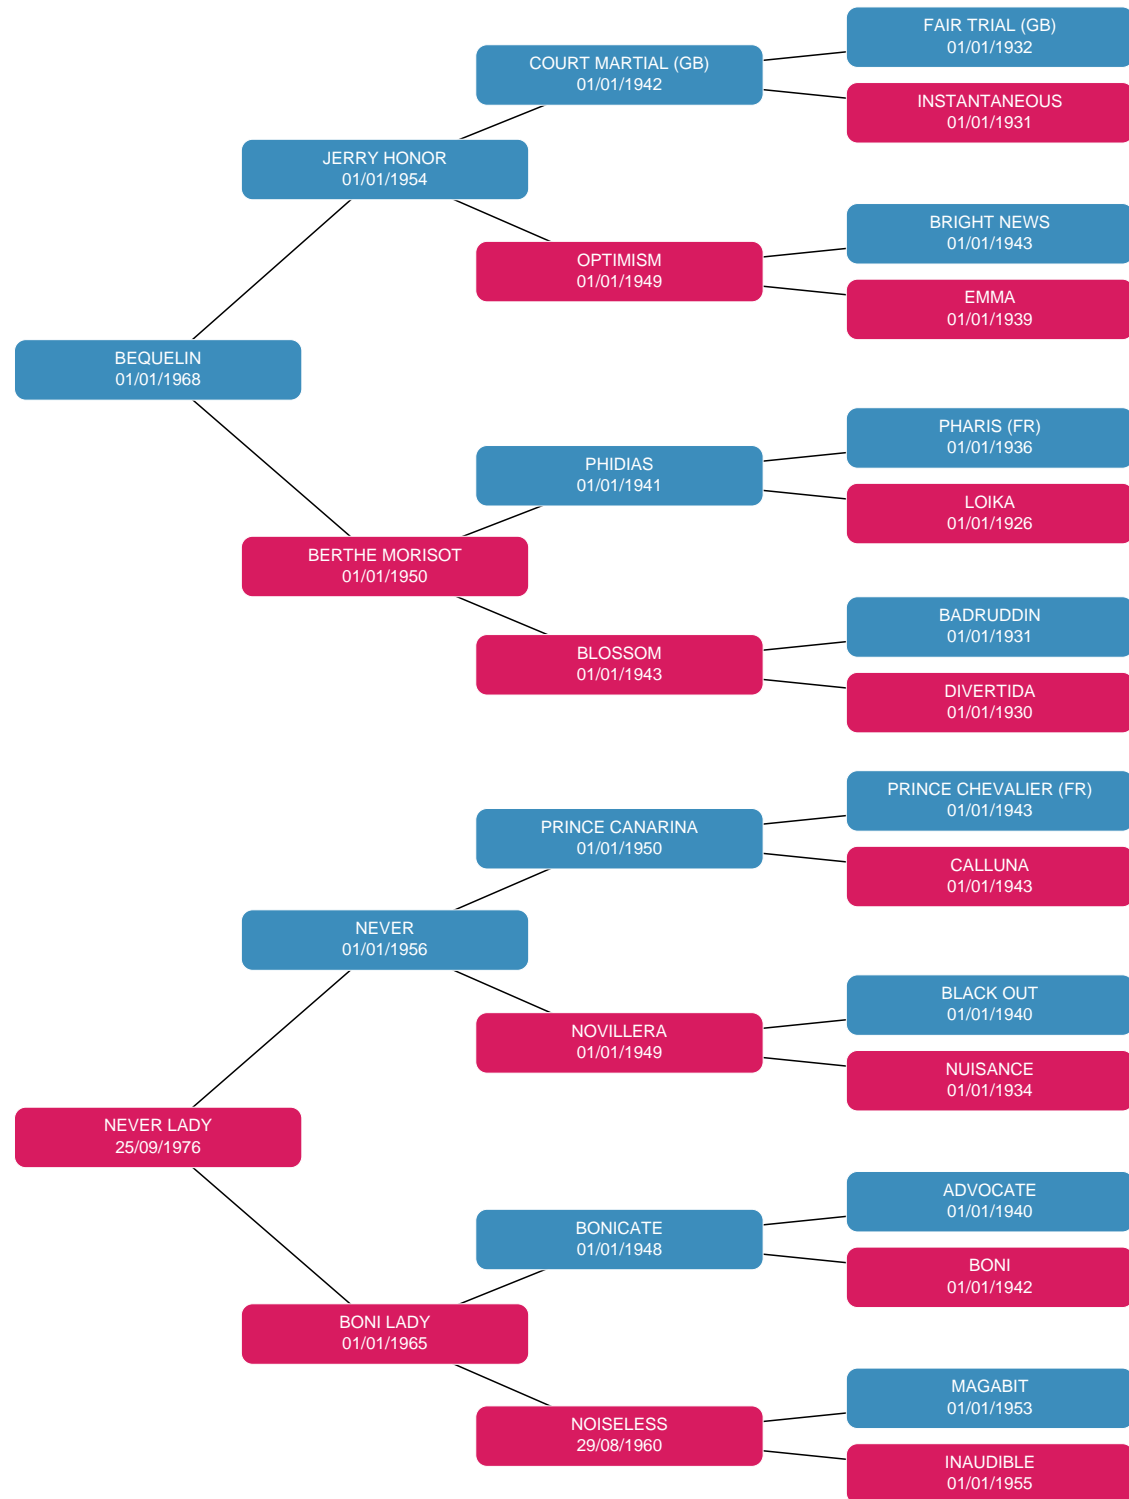 FAIR TRIAL (GB)
01/01/1932
COURT MARTIAL (GB)
01/01/1942
INSTANTANEOUS
01/01/1931
JERRY HONOR
01/01/1954
BRIGHT NEWS
01/01/1943
OPTIMISM
01/01/1949
EMMA
01/01/1939
BEQUELIN
01/01/1968
PHARIS (FR)
01/01/1936
PHIDIAS
01/01/1941
LOIKA
01/01/1926
BERTHE MORISOT
01/01/1950
BADRUDDIN
01/01/1931
BLOSSOM
01/01/1943
DIVERTIDA
01/01/1930
PRINCE CHEVALIER (FR)
01/01/1943
PRINCE CANARINA
01/01/1950
CALLUNA
01/01/1943
NEVER
01/01/1956
BLACK OUT
01/01/1940
NOVILLERA
01/01/1949
NUISANCE
01/01/1934
NEVER LADY
25/09/1976
ADVOCATE
01/01/1940
BONICATE
01/01/1948
BONI
01/01/1942
BONI LADY
01/01/1965
MAGABIT
01/01/1953
NOISELESS
29/08/1960
INAUDIBLE
01/01/1955